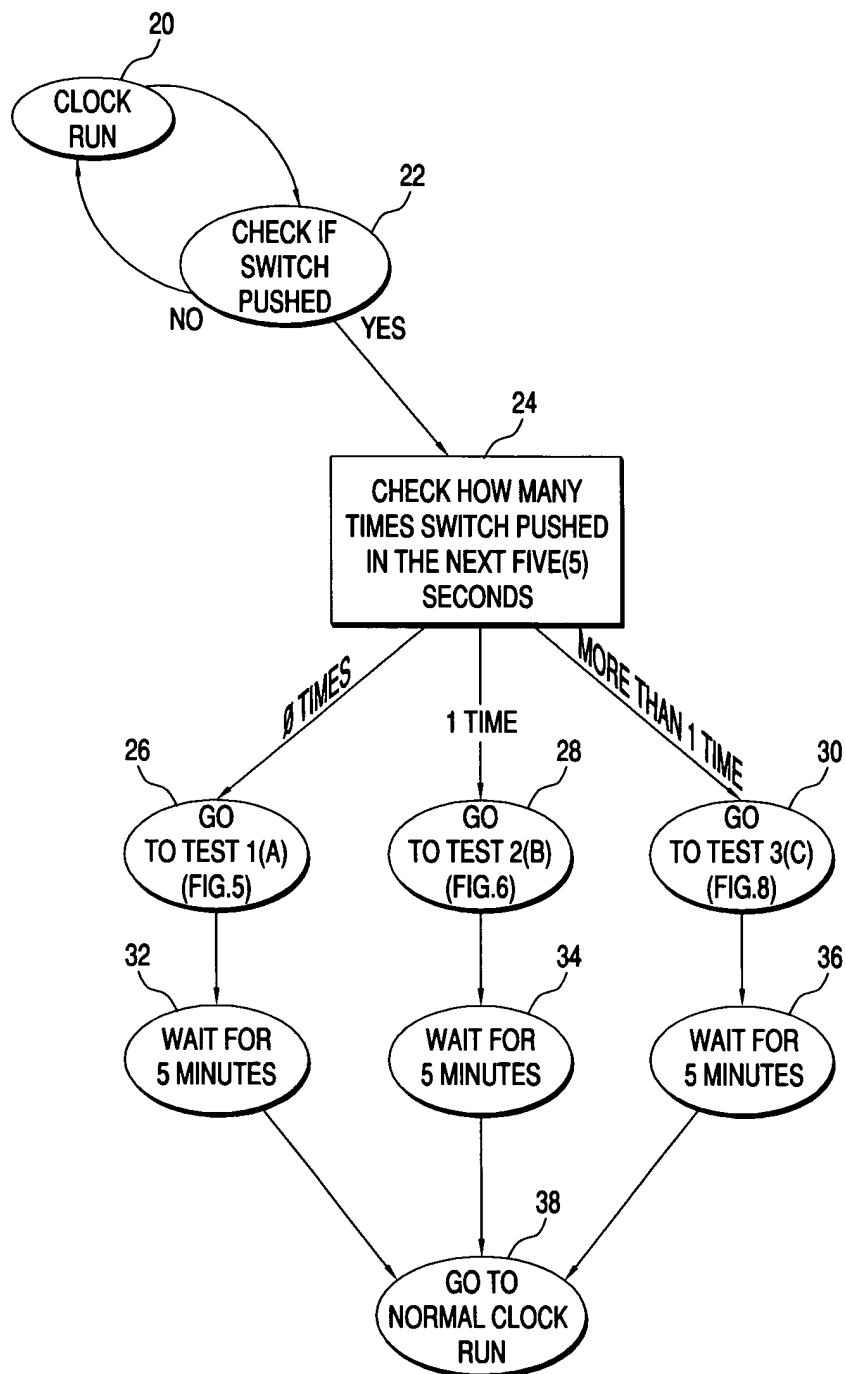 20
CLOCK
RUN
22
CHECK IF
SWITCH
PUSHED
NO
YES
24
CHECK HOW MANY
TIMES SWITCH PUSHED
IN THE NEXT FIVE(5)
SECONDS
Ø TIMES
1 TIME
MORE THAN 1 TIME
26
GO
TO TEST 1(A)
(FIG.5)
28
GO
TO TEST 2(B)
(FIG.6)
30
GO
TO TEST 3(C)
(FIG.8)
32
WAIT FOR
5 MINUTES
34
WAIT FOR
5 MINUTES
36
WAIT FOR
5 MINUTES
38
GO TO
NORMAL CLOCK
RUN